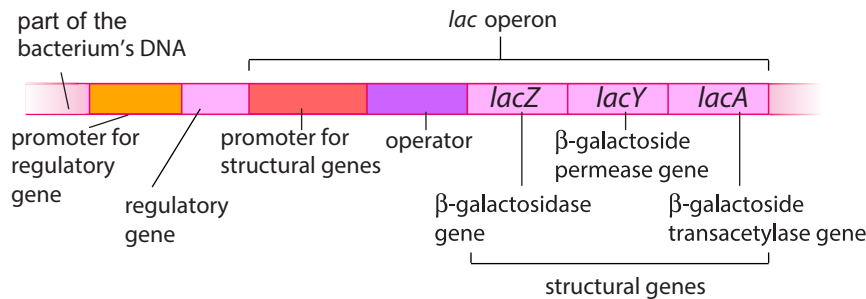 part of the
bacterium's DNA
lac operon
lacZ
lacY
lacA
promoter for
regulatory
gene
regulatory
gene
promoter for
structural genes
operator
β-galactoside
permease gene
β-galactosidase
gene
β-galactoside
transacetylase gene
structural genes